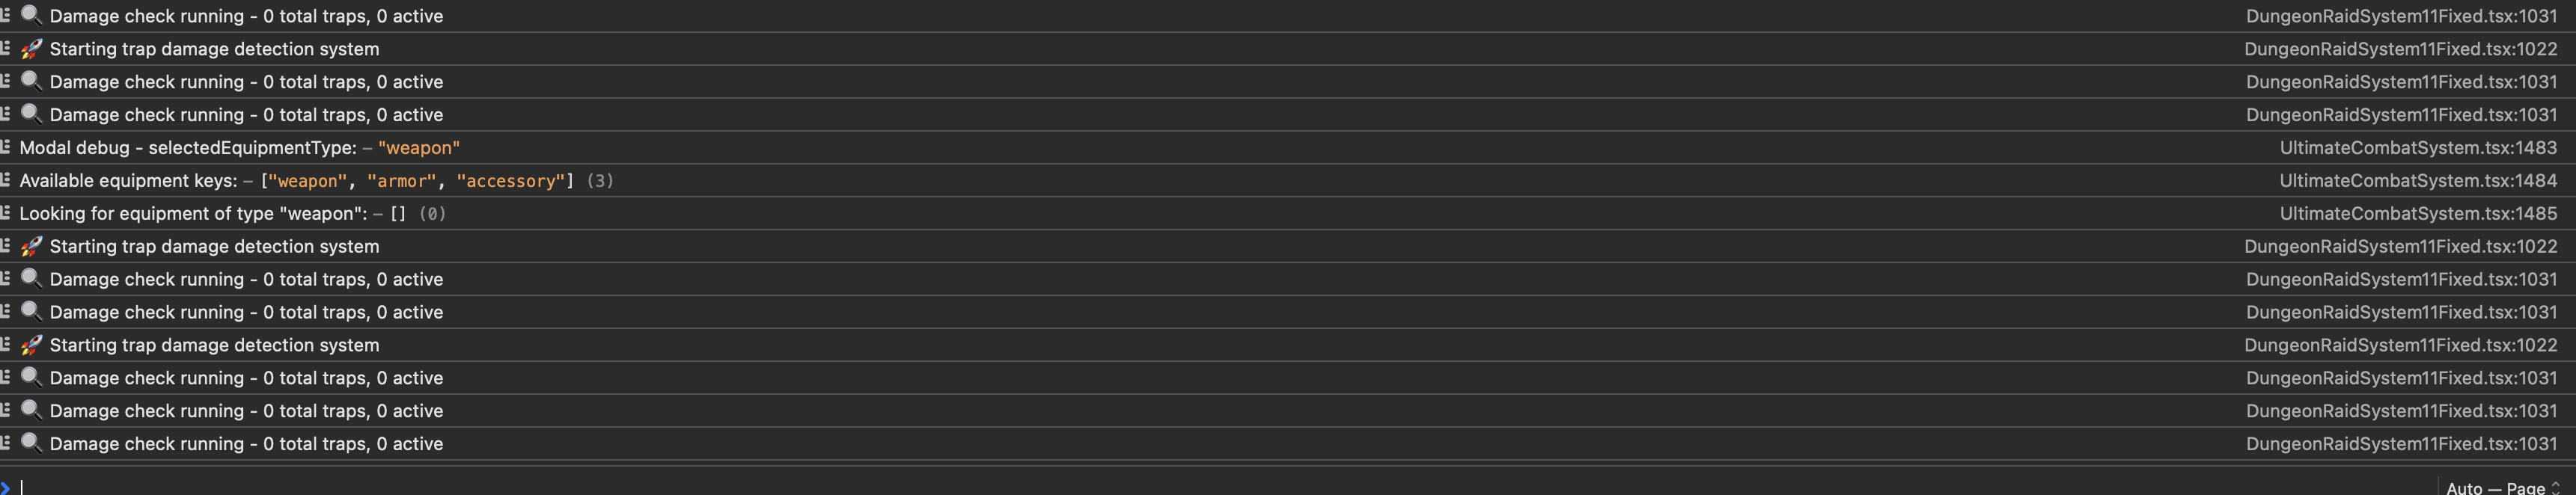 🔍 Damage check running - 0 total traps, 0 active DungeonRaidSystem11Fixed.tsx:1031
🚀 Starting trap damage detection system DungeonRaidSystem11Fixed.tsx:1022
🔍 Damage check running - 0 total traps, 0 active DungeonRaidSystem11Fixed.tsx:1031
🔍 Damage check running - 0 total traps, 0 active DungeonRaidSystem11Fixed.tsx:1031
Modal debug - selectedEquipmentType: – "weapon" UltimateCombatSystem.tsx:1483
Available equipment keys: – ["weapon", "armor", "accessory"] (3) UltimateCombatSystem.tsx:1484
Looking for equipment of type "weapon": – [] (0) UltimateCombatSystem.tsx:1485
🚀 Starting trap damage detection system DungeonRaidSystem11Fixed.tsx:1022
🔍 Damage check running - 0 total traps, 0 active DungeonRaidSystem11Fixed.tsx:1031
🔍 Damage check running - 0 total traps, 0 active DungeonRaidSystem11Fixed.tsx:1031
🚀 Starting trap damage detection system DungeonRaidSystem11Fixed.tsx:1022
🔍 Damage check running - 0 total traps, 0 active DungeonRaidSystem11Fixed.tsx:1031
🔍 Damage check running - 0 total traps, 0 active DungeonRaidSystem11Fixed.tsx:1031
🔍 Damage check running - 0 total traps, 0 active DungeonRaidSystem11Fixed.tsx:1031
Auto — Page